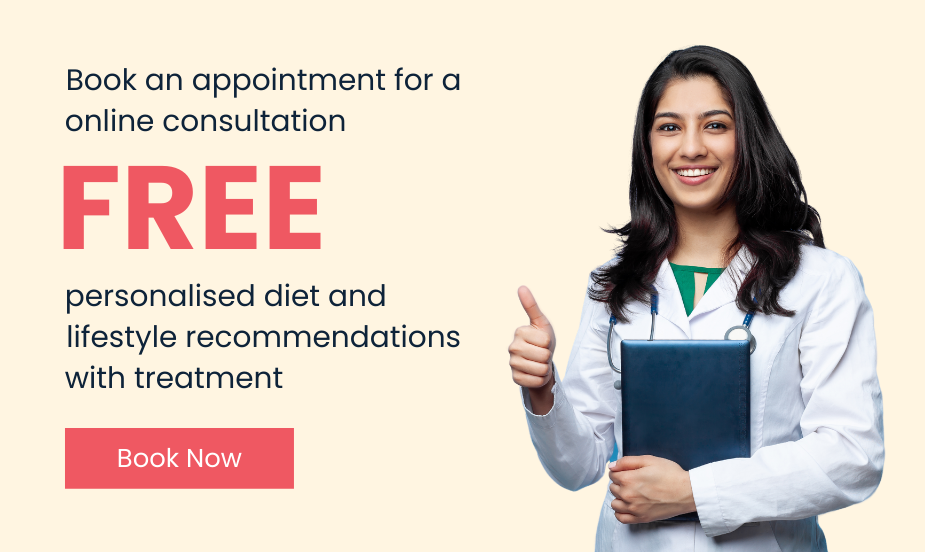 Book an appointment for a
online consultation
FREE
personalised diet and
lifestyle recommendations
with treatment
Book Now